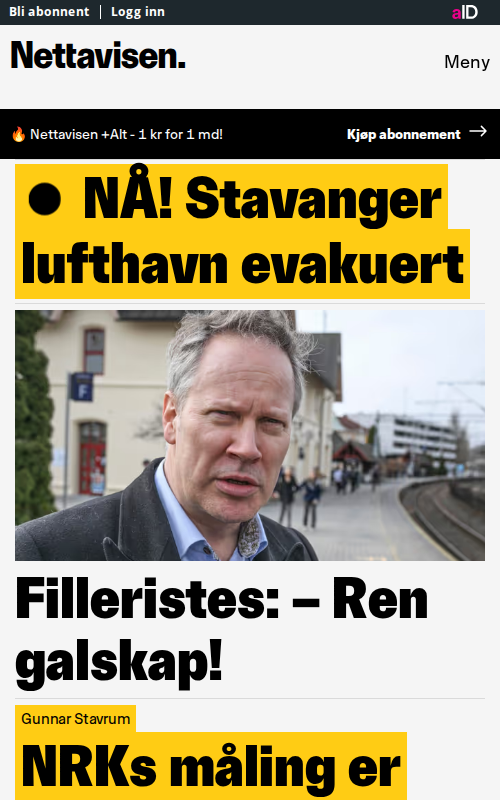 Bli abonnent | Logg inn
aID
Nettavisen.
Meny
🔥 Nettavisen +Alt - 1 kr for 1 md!
Kjøp abonnement →
● NÅ! Stavanger
lufthavn evakuert
F
Filleristes: – Ren
galskap!
Gunnar Stavrum
NRKs måling er